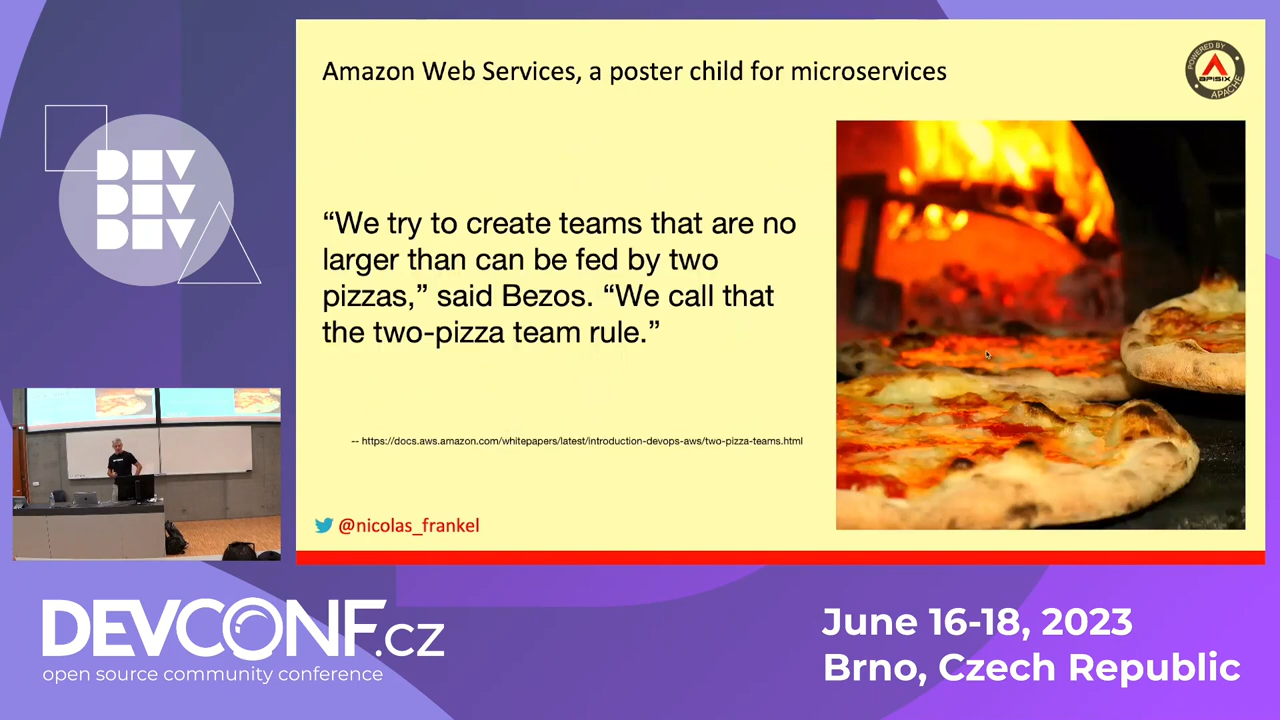 Amazon Web Services, a poster child for microservices
POWERED BY
APISIX
APACHE
DEV
DEV
DEV
“We try to create teams that are no
larger than can be fed by two
pizzas,” said Bezos. “We call that
the two-pizza team rule.”
-- https://docs.aws.amazon.com/whitepapers/latest/introduction-devops-aws/two-pizza-teams.html
@nicolas_frankel
DEVCONF.cz
open source community conference
June 16-18, 2023
Brno, Czech Republic